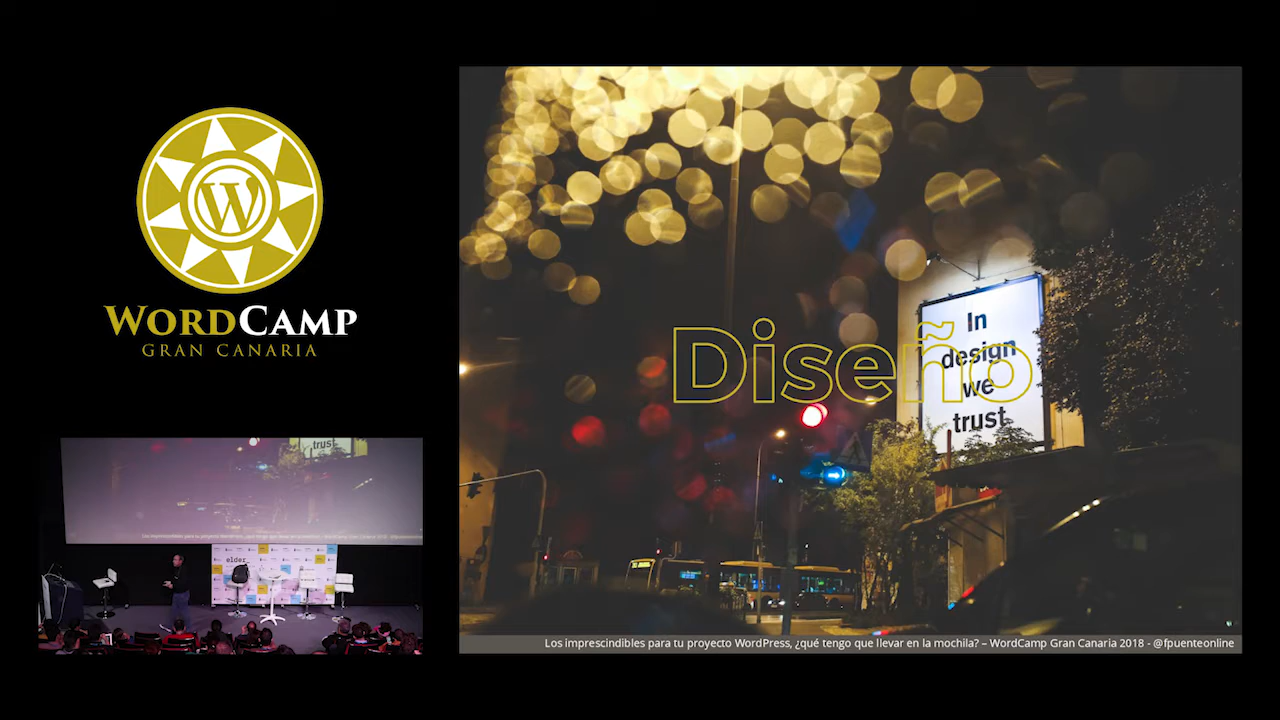 W
WORDCAMP
GRAN CANARIA
In
design
we
trust
Diseño
Los imprescindibles para tu proyecto WordPress, ¿qué tengo que llevar en la mochila? – WordCamp Gran Canaria 2018 - @fpuenteonline
trust
elder